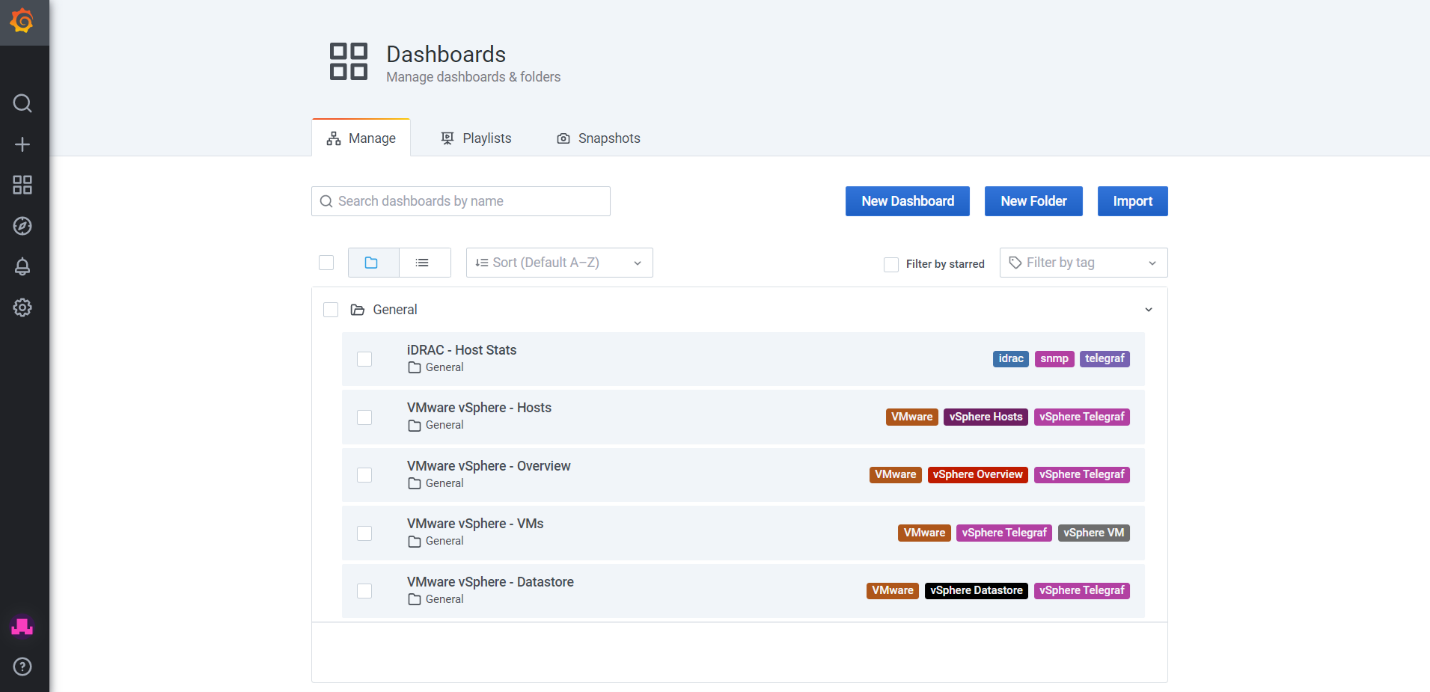 Dashboards
Manage dashboards & folders
Manage Playlists Snapshots
Search dashboards by name New Dashboard New Folder Import
Sort (Default A–Z) Filter by starred Filter by tag
General
iDRAC - Host Stats
General
idrac snmp telegraf
VMware vSphere - Hosts
General
VMware vSphere Hosts vSphere Telegraf
VMware vSphere - Overview
General
VMware vSphere Overview vSphere Telegraf
VMware vSphere - VMs
General
VMware vSphere Telegraf vSphere VM
VMware vSphere - Datastore
General
VMware vSphere Datastore vSphere Telegraf